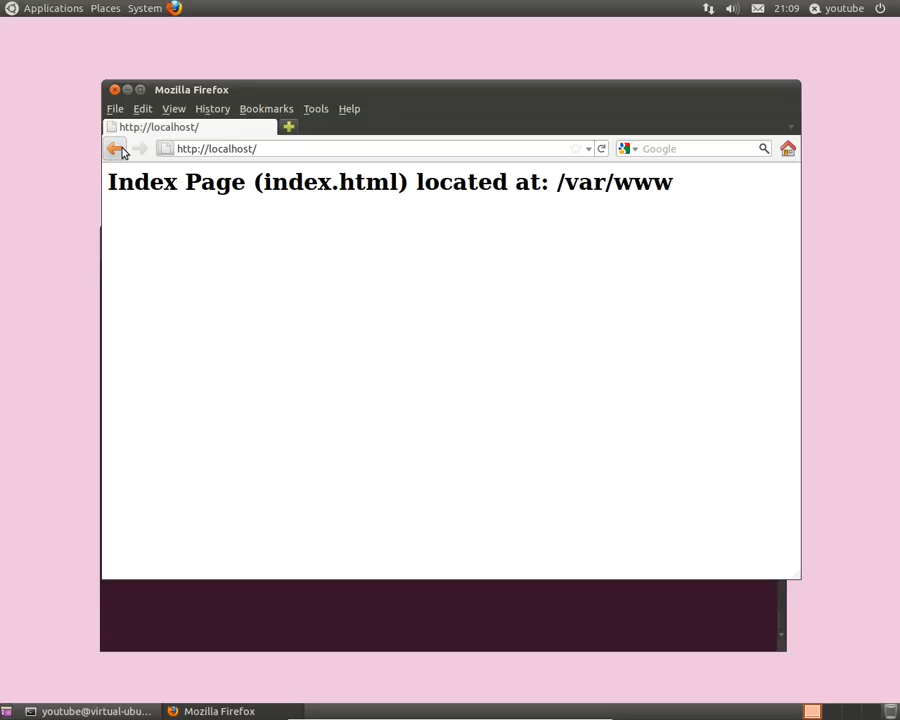 Applications Places System 21:09 youtube
Mozilla Firefox
File Edit View History Bookmarks Tools Help
http://localhost/
http://localhost/ Google
Index Page (index.html) located at: /var/www
youtube@virtual-ubu... Mozilla Firefox